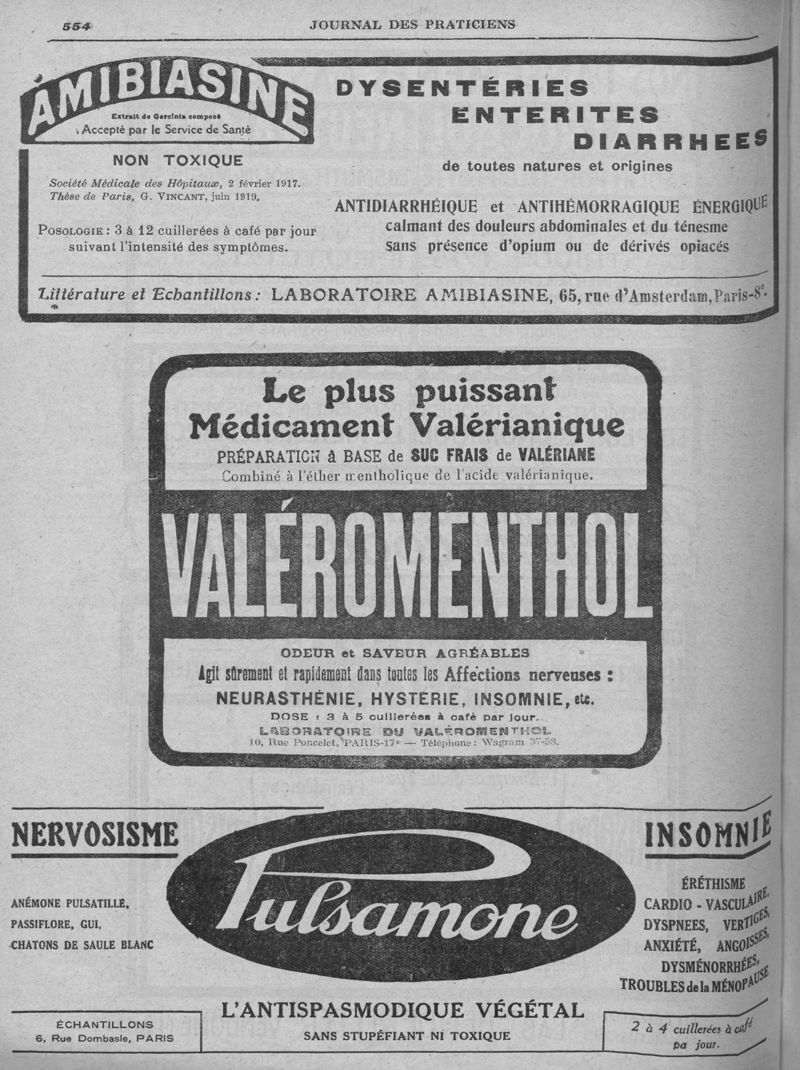 554
JOURNAL DES PRATICIENS
AMIBIASINE
Extrait de Garcinia composé
Accepté par le Service de Santé
NON TOXIQUE
Société Médicale des Hôpitaux, 2 février 1917.
Thèse de Paris, G. VINCANT, juin 1919.
POSOLOGIE : 3 à 12 cuillerées à café par jour
suivant l'intensité des symptômes.
DYSENTÉRIES
ENTERITES
DIARRHEES
de toutes natures et origines
ANTIDIARRHÉIQUE et ANTIHÉMORRAGIQUE ÉNERGIQUE
calmant des douleurs abdominales et du ténesme
sans présence d'opium ou de dérivés opiacés
Littérature et Echantillons : LABORATOIRE AMIBIASINE, 65, rue d'Amsterdam, Paris-8e.
Le plus puissant
Médicament Valérianique
PRÉPARATION à BASE de SUC FRAIS de VALÉRIANE
Combiné à l'éther mentholique de l'acide valérianique.
VALÉROMENTHOL
ODEUR et SAVEUR AGRÉABLES
Agit sûrement et rapidement dans toutes les Affections nerveuses :
NEURASTHÉNIE, HYSTÉRIE, INSOMNIE, etc.
DOSE : 3 à 5 cuillerées à café par jour.
LABORATOIRE DU VALÉROMENTHOL
10, Rue Poncelet, PARIS-17e — Téléphone : Wagram 37-53.
NERVOSISME
ANÉMONE PULSATILLE,
PASSIFLORE, GUI,
CHATONS DE SAULE BLANC
Pulsamone
INSOMNIE
ÉRÉTHISME
CARDIO - VASCULAIRE,
DYSPNEES, VERTIGES,
ANXIÉTÉ, ANGOISSES,
DYSMÉNORRHÉES,
TROUBLES de la MÉNOPAUSE
L'ANTISPASMODIQUE VÉGÉTAL
SANS STUPÉFIANT NI TOXIQUE
ÉCHANTILLONS
6, Rue Dombasle, PARIS
2 à 4 cuillerées à café
pa jour.